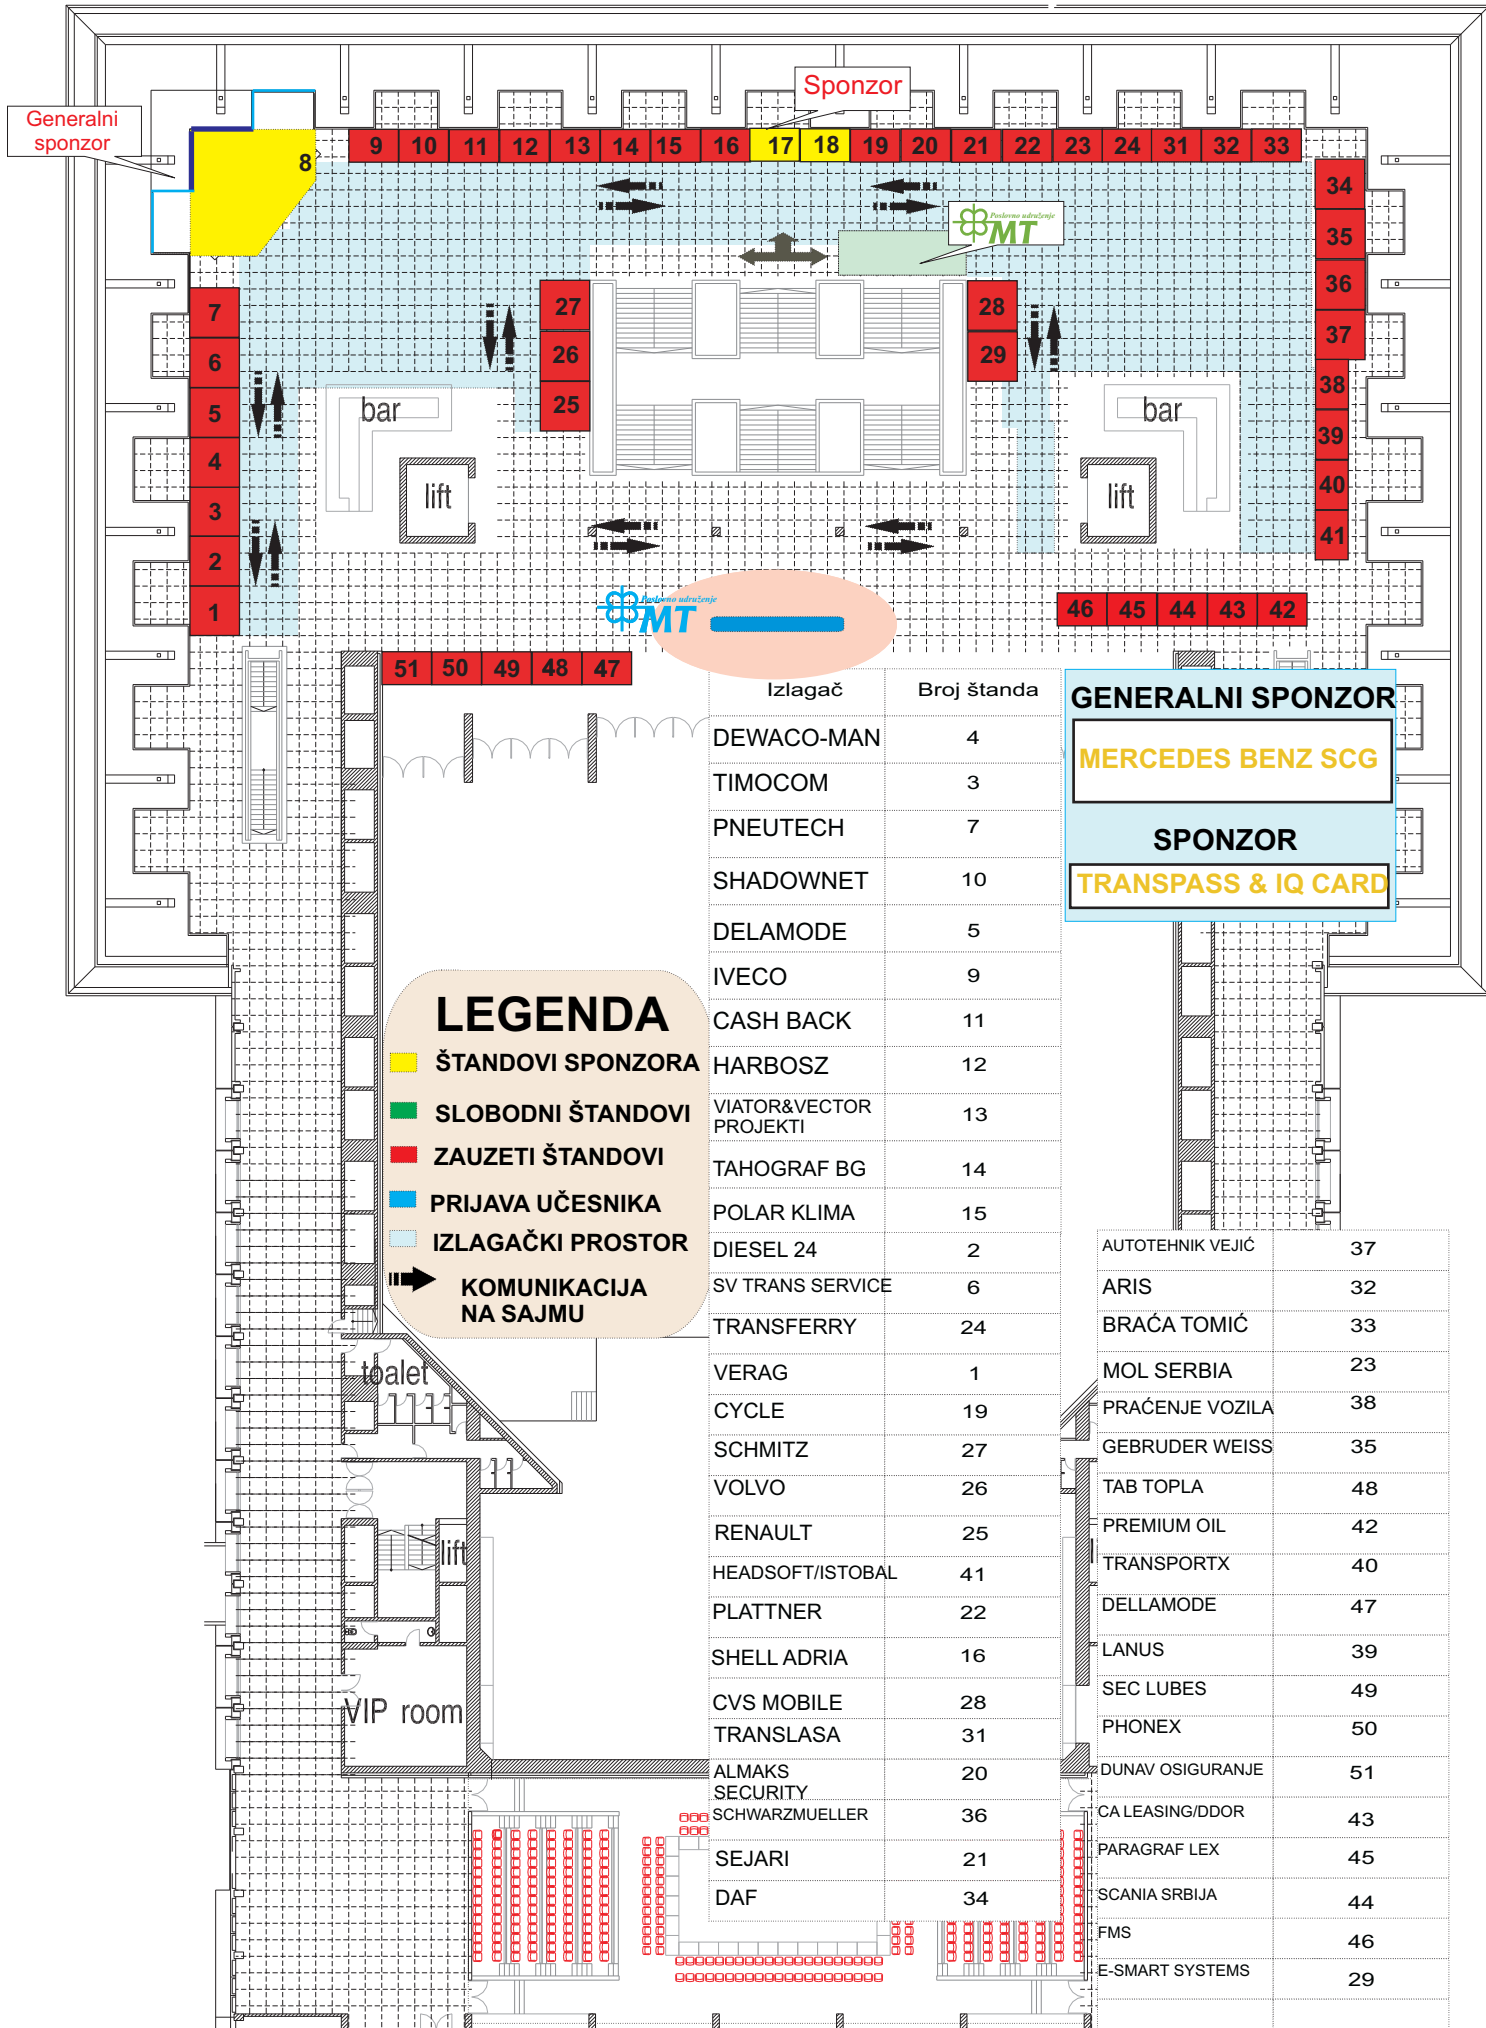 Generalni
sponzor
Sponzor
8
9 10 11 12 13 14 15 16 17 18 19 20 21 22 23 24 31 32 33
34
35
36
37
38
39
40
41
Poslovno udruženje
MT
7
6
5
4
3
2
1
27
26
25
28
29
bar
bar
lift
lift
Poslovno udruženje
MT
46 45 44 43 42
51 50 49 48 47
Izlagač Broj štanda
DEWACO-MAN 4
TIMOCOM 3
PNEUTECH 7
SHADOWNET 10
DELAMODE 5
IVECO 9
CASH BACK 11
HARBOSZ 12
VIATOR&VECTOR
PROJEKTI 13
TAHOGRAF BG 14
POLAR KLIMA 15
DIESEL 24 2
SV TRANS SERVICE 6
TRANSFERRY 24
VERAG 1
CYCLE 19
SCHMITZ 27
VOLVO 26
RENAULT 25
HEADSOFT/ISTOBAL 41
PLATTNER 22
SHELL ADRIA 16
CVS MOBILE 28
TRANSLASA 31
ALMAKS
SECURITY 20
SCHWARZMUELLER 36
SEJARI 21
DAF 34
GENERALNI SPONZOR
MERCEDES BENZ SCG
SPONZOR
TRANSPASS & IQ CARD
LEGENDA
ŠTANDOVI SPONZORA
SLOBODNI ŠTANDOVI
ZAUZETI ŠTANDOVI
PRIJAVA UČESNIKA
IZLAGAČKI PROSTOR
KOMUNIKACIJA
NA SAJMU
toalet
lift
VIP room
AUTOTEHNIK VEJIĆ 37
ARIS 32
BRAĆA TOMIĆ 33
MOL SERBIA 23
PRAĆENJE VOZILA 38
GEBRUDER WEISS 35
TAB TOPLA 48
PREMIUM OIL 42
TRANSPORTX 40
DELLAMODE 47
LANUS 39
SEC LUBES 49
PHONEX 50
DUNAV OSIGURANJE 51
CA LEASING/DDOR 43
PARAGRAF LEX 45
SCANIA SRBIJA 44
FMS 46
E-SMART SYSTEMS 29